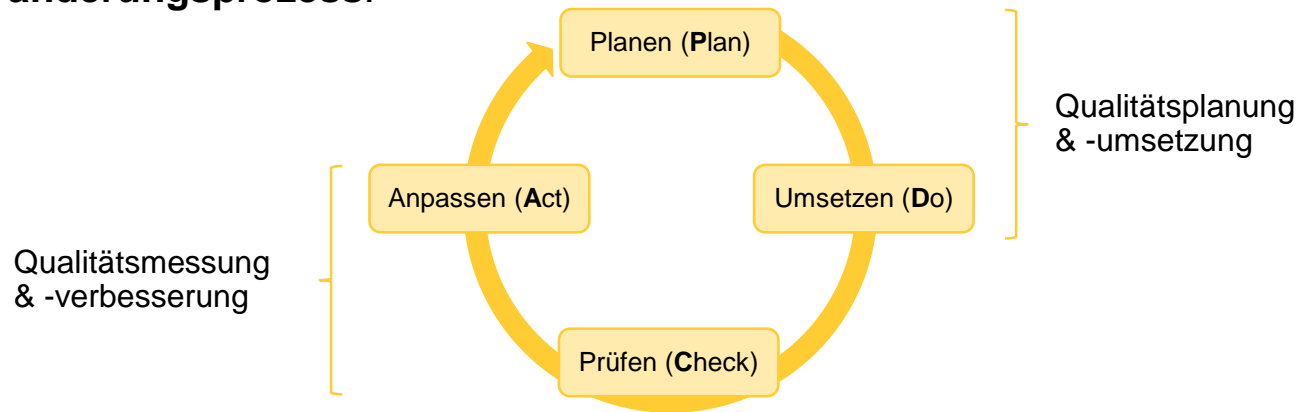 änderungsprozess.
Planen (Plan)
Qualitätsplanung
& -umsetzung
Anpassen (Act)
Umsetzen (Do)
Qualitätsmessung
& -verbesserung
Prüfen (Check)